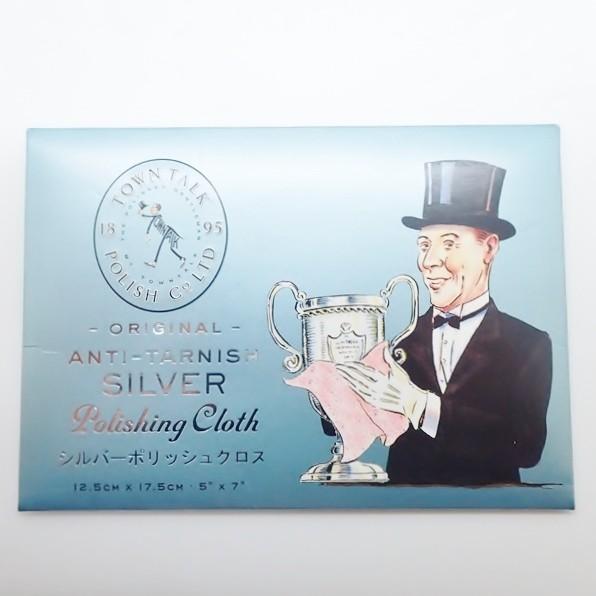 TOWN TALK
18 95
POLISH Co LTD
- ORIGINAL -
ANTI-TARNISH
SILVER
Polishing Cloth
シルバーポリッシュクロス
12.5CM X 17.5CM · 5" X 7"